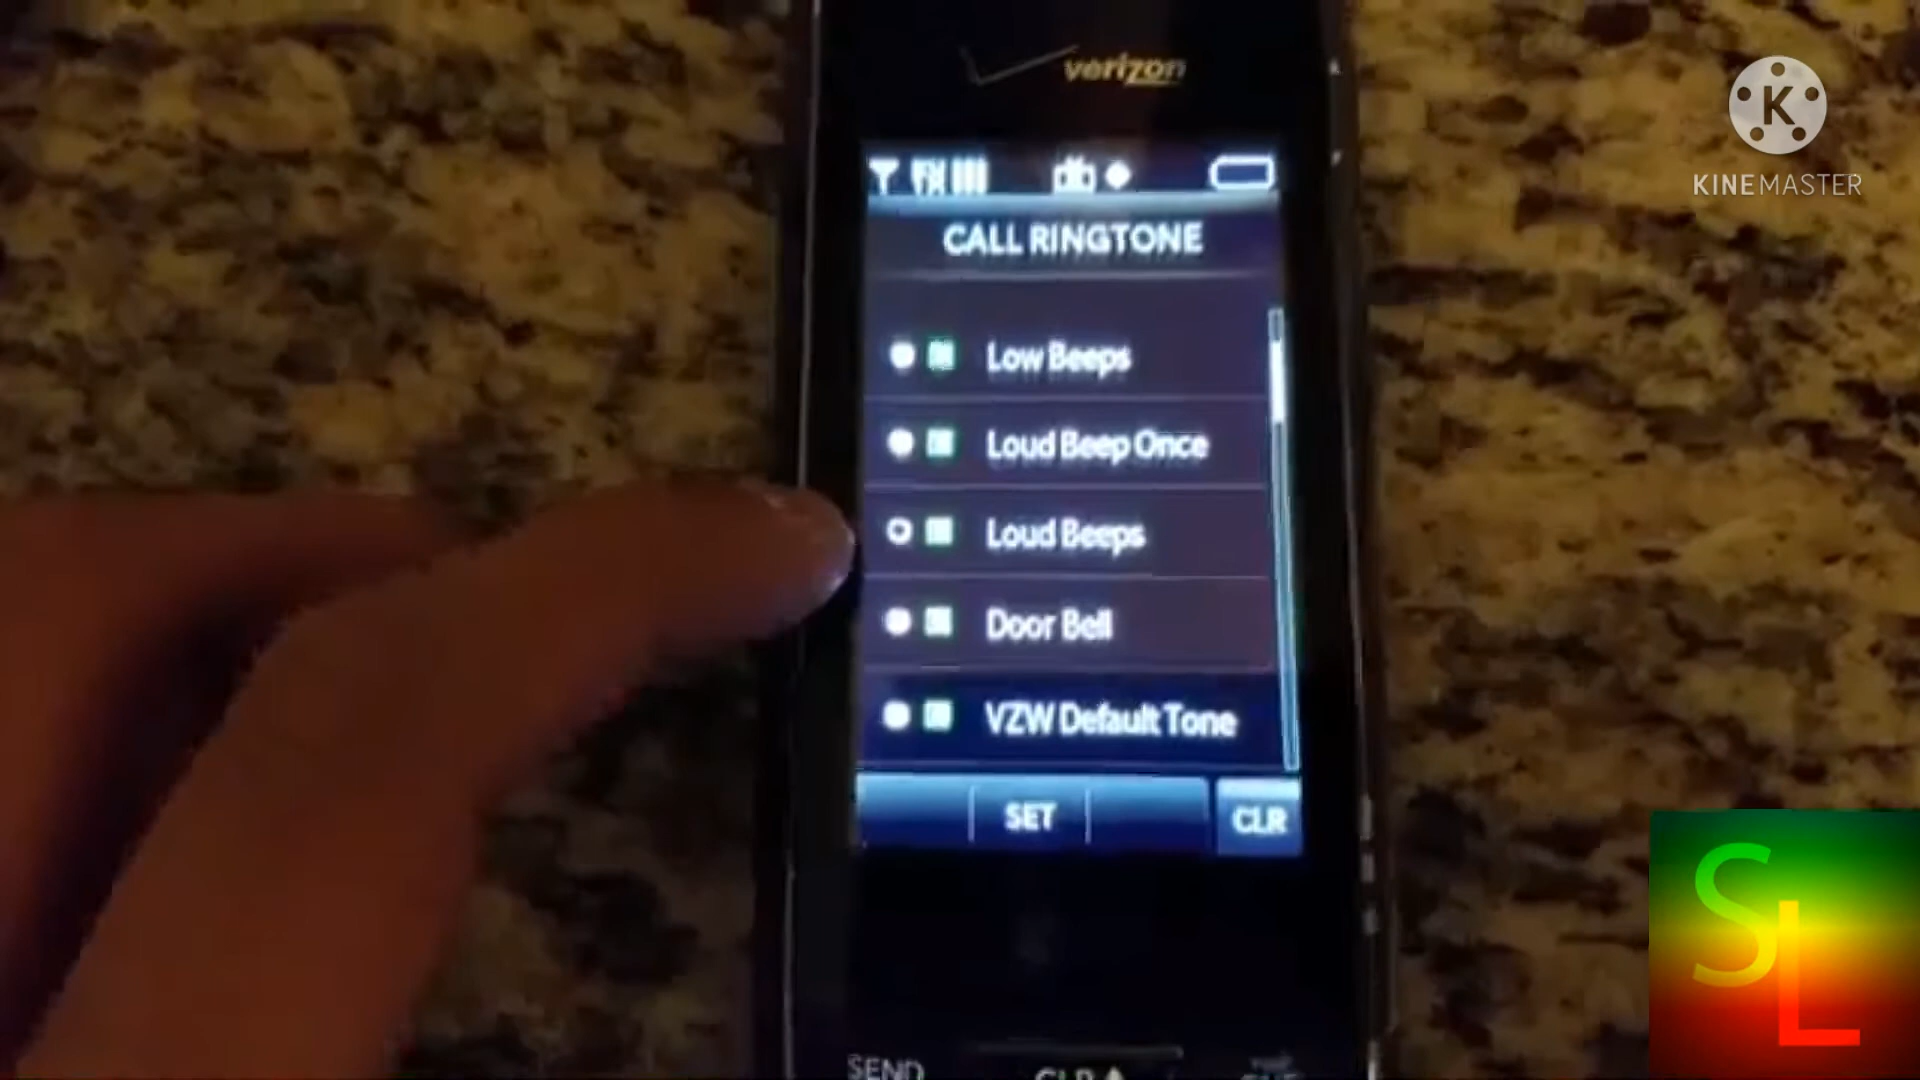 verizon
K
KINEMASTER
CALL RINGTONE
Low Beeps
Loud Beep Once
Loud Beeps
Door Bell
VZW Default Tone
SET
CLR
SL
SEND
CLR